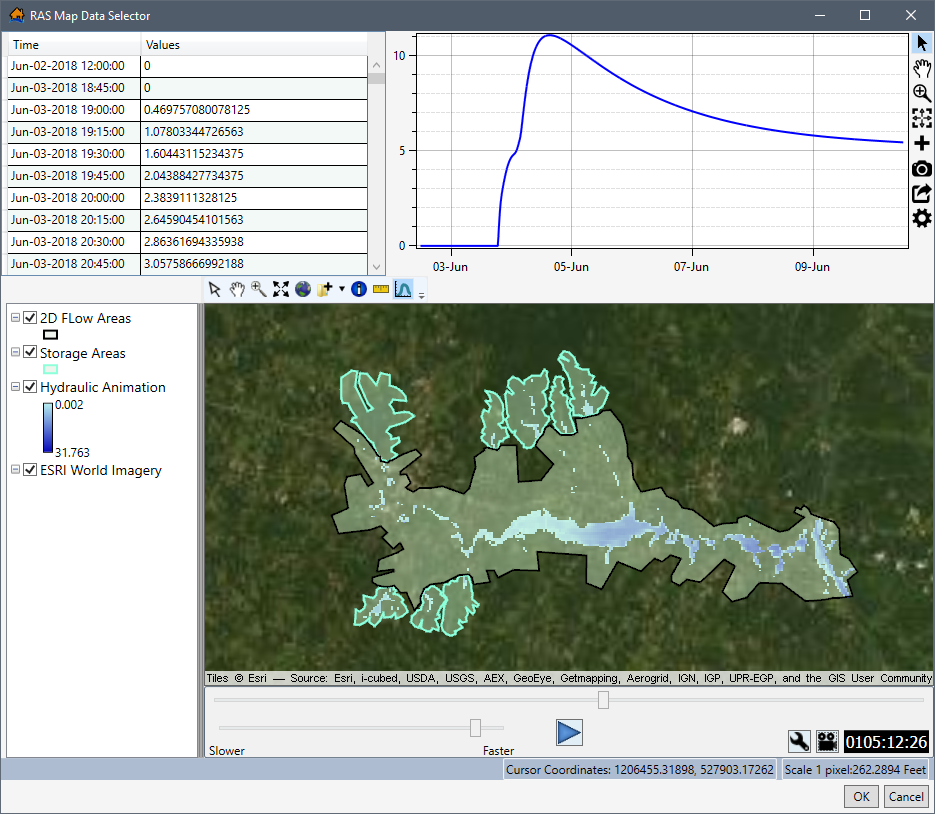 RAS Map Data Selector
Time Values
Jun-02-2018 12:00:00 0
Jun-03-2018 18:45:00 0
Jun-03-2018 19:00:00 0.469757080078125
Jun-03-2018 19:15:00 1.07803344726563
Jun-03-2018 19:30:00 1.60443115234375
Jun-03-2018 19:45:00 2.04388427734375
Jun-03-2018 20:00:00 2.3839111328125
Jun-03-2018 20:15:00 2.64590454101563
Jun-03-2018 20:30:00 2.86361694335938
Jun-03-2018 20:45:00 3.05758666992188
10
5
0
03-Jun 05-Jun 07-Jun 09-Jun
2D FLow Areas
Storage Areas
Hydraulic Animation
0.002
31.763
ESRI World Imagery
Tiles © Esri — Source: Esri, i-cubed, USDA, USGS, AEX, GeoEye, Getmapping, Aerogrid, IGN, IGP, UPR-EGP, and the GIS User Community
Slower Faster
0105:12:26
Cursor Coordinates: 1206455.31898, 527903.17262 Scale 1 pixel:262.2894 Feet
OK Cancel